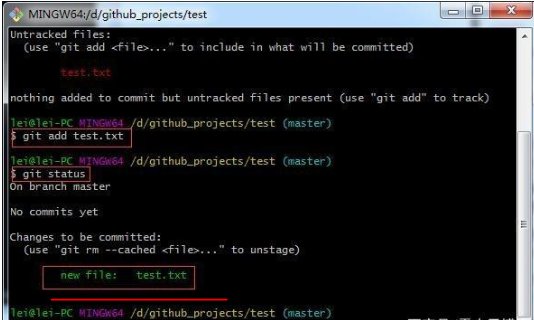 MINGW64:/d/github_projects/test
Untracked files:
(use "git add <file>..." to include in what will be committed)
test.txt
nothing added to commit but untracked files present (use "git add" to track)
lei@lei-PC MINGW64 /d/github_projects/test (master)
$ git add test.txt
lei@lei-PC MINGW64 /d/github_projects/test (master)
$ git status
On branch master
No commits yet
Changes to be committed:
(use "git rm --cached <file>..." to unstage)
new file: test.txt
lei@lei-PC MINGW64 /d/github_projects/test (master)